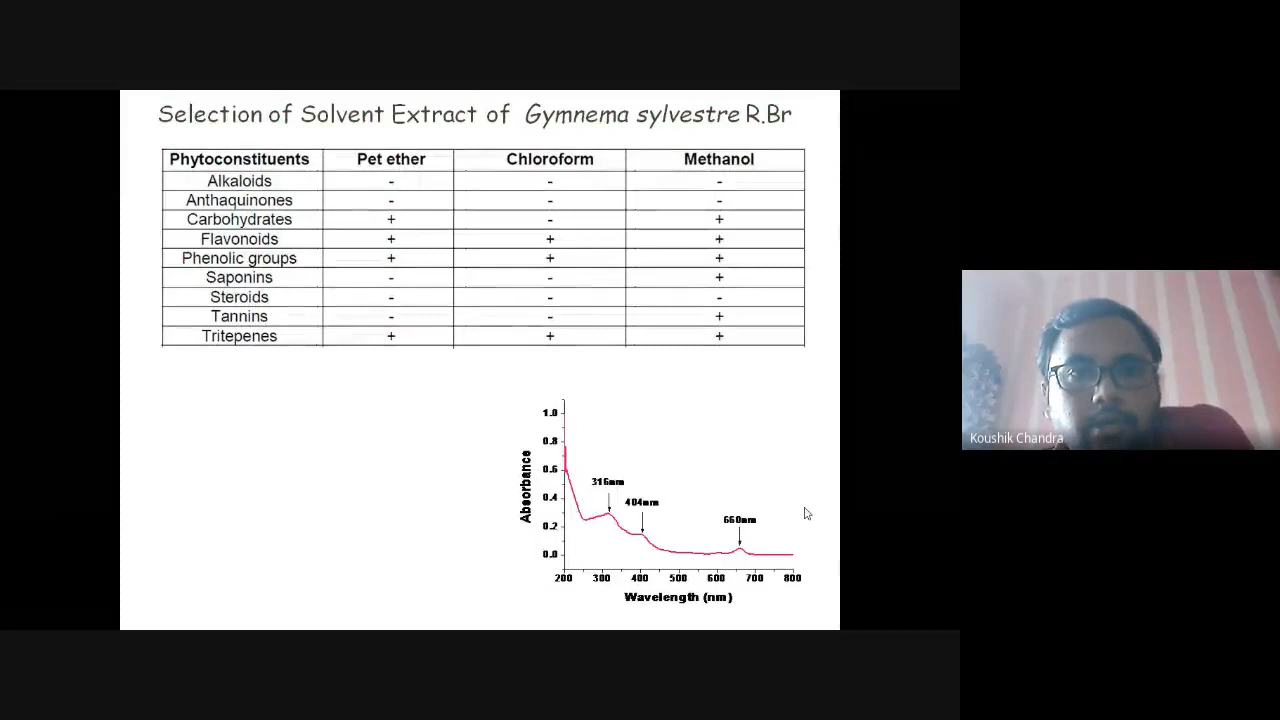 Selection of Solvent Extract of Gymnema sylvestre R.Br
Phytoconstituents Pet ether Chloroform Methanol
Alkaloids - - -
Anthaquinones - - -
Carbohydrates + - +
Flavonoids + + +
Phenolic groups + + +
Saponins - - +
Steroids - - -
Tannins - - +
Tritepenes + + +
1.0
0.8
0.6
0.4
0.2
0.0
Absorbance
316nm
404nm
660nm
200 300 400 500 600 700 800
Wavelength (nm)
Koushik Chandra